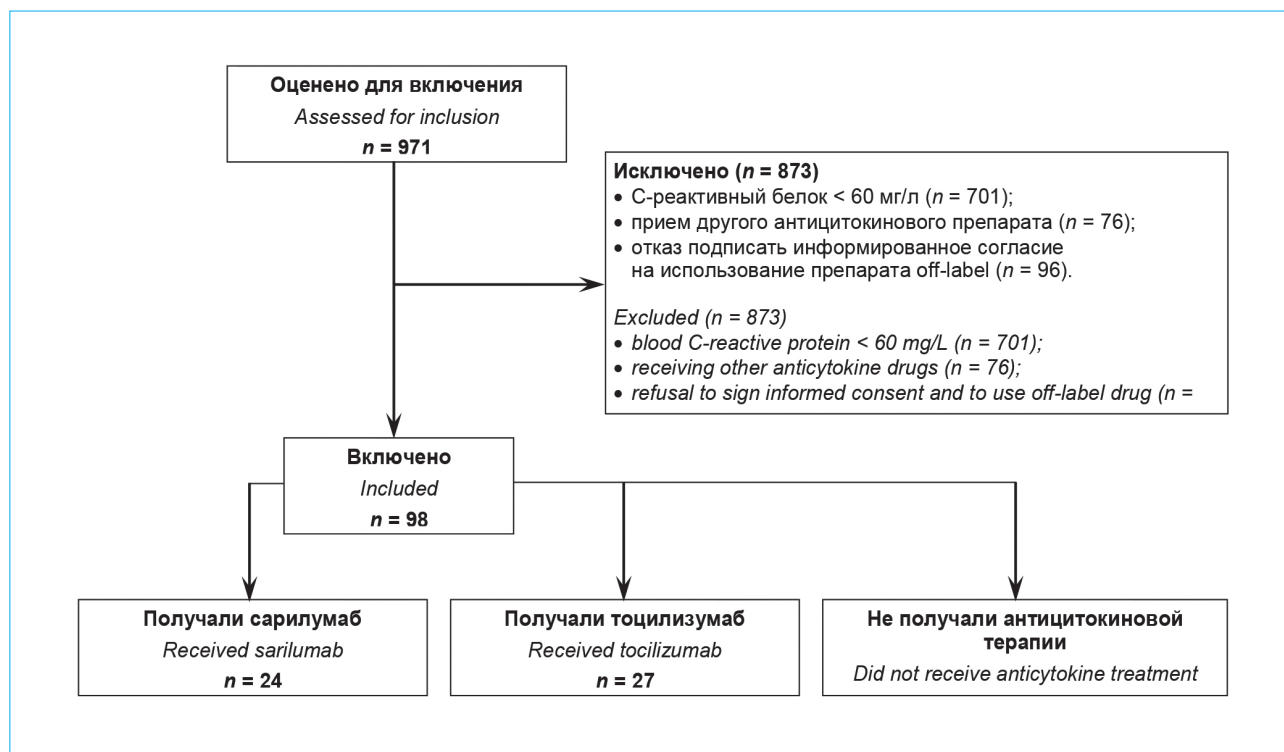 Оценено для включения
Assessed for inclusion
n = 971
Исключено (n = 873)
• С-реактивный белок < 60 мг/л (n = 701);
• прием другого антицитокинового препарата (n = 76);
• отказ подписать информированное согласие
на использование препарата off-label (n = 96).
Excluded (n = 873)
• blood C-reactive protein < 60 mg/L (n = 701);
• receiving other anticytokine drugs (n = 76);
• refusal to sign informed consent and to use off-label drug (n =
Включено
Included
n = 98
Получали сарилумаб
Received sarilumab
n = 24
Получали тоцилизумаб
Received tocilizumab
n = 27
Не получали антицитокиновой
терапии
Did not receive anticytokine treatment